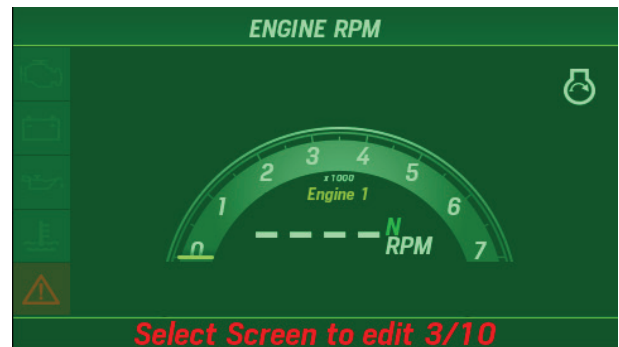 ENGINE RPM
3 4
2 5
x 1000
Engine 1
1 6
N
0 - - - - RPM 7
Select Screen to edit 3/10